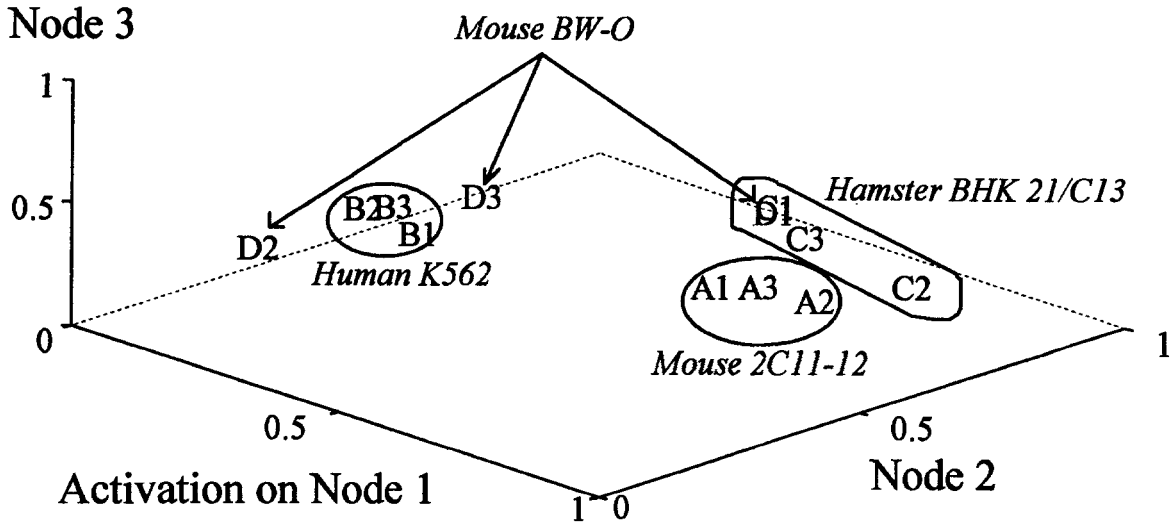 Node 3
Mouse BW-O
1
0.5
0
D2
B2
B3
B1
D3
Human K562
C1
D1
C3
C2
Hamster BHK 21/C13
A1
A3
A2
Mouse 2C11-12
0.5
Activation on Node 1
1
0
0.5
Node 2
1